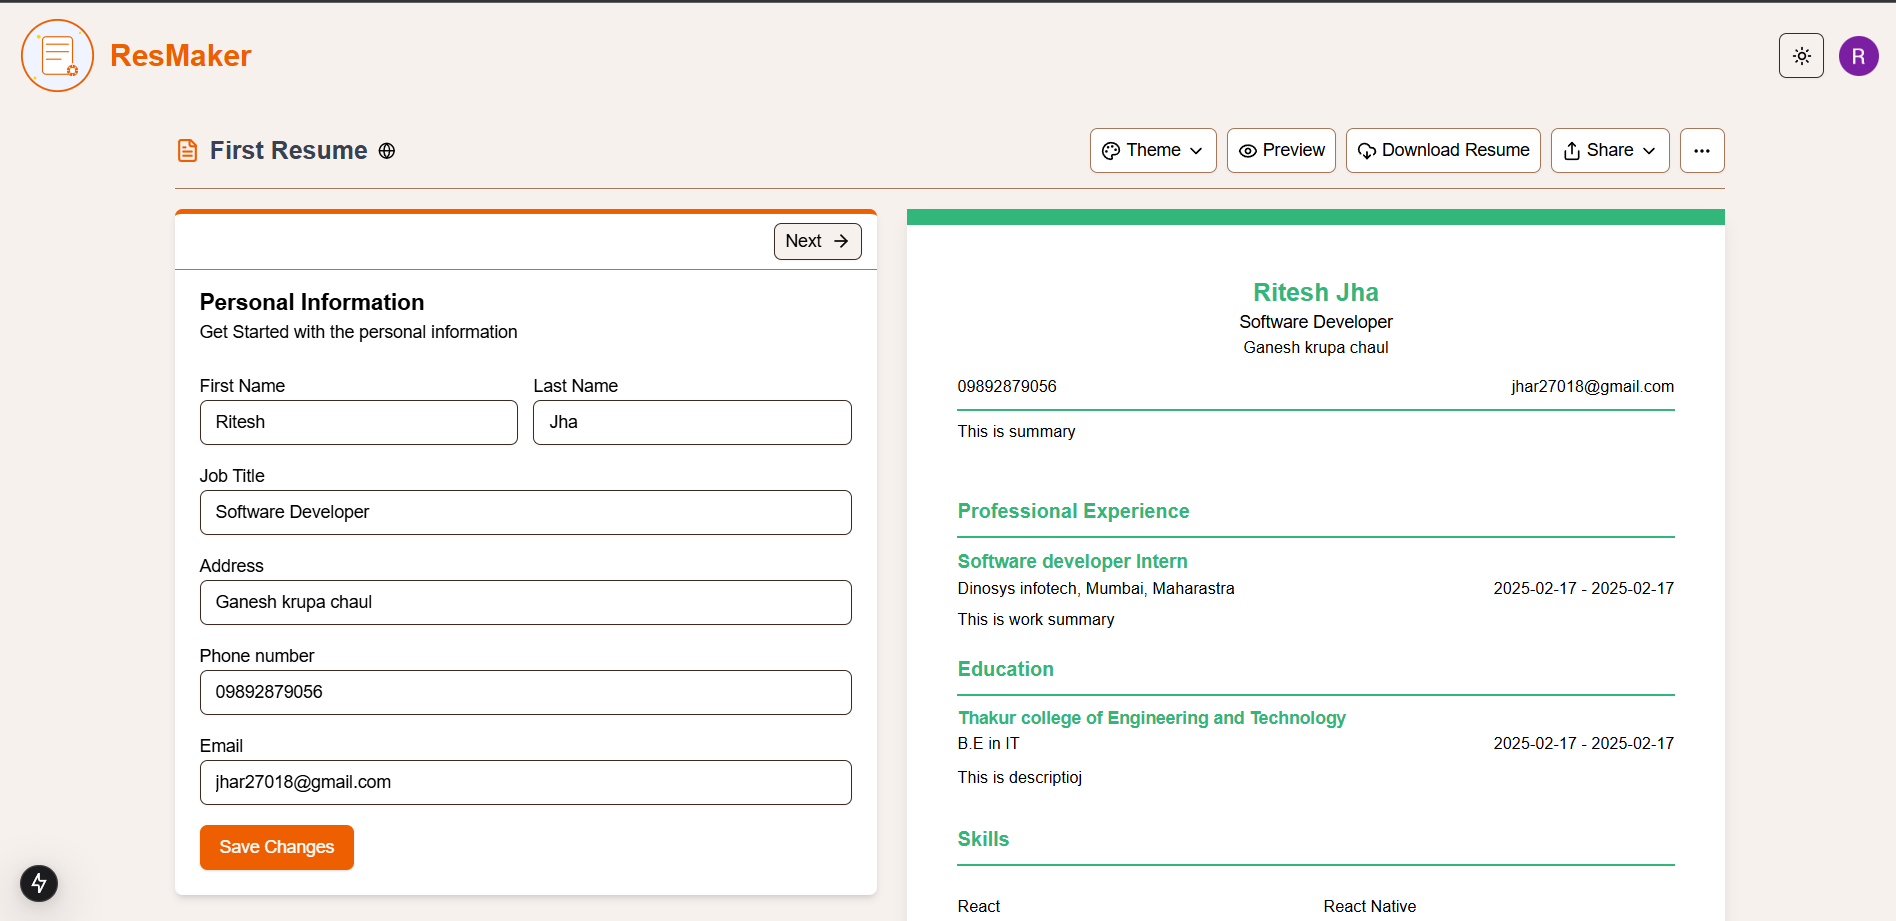 ResMaker
R
First Resume
Theme
Preview
Download Resume
Share
Next
Personal Information
Get Started with the personal information
First Name
Last Name
Ritesh
Jha
Job Title
Software Developer
Address
Ganesh krupa chaul
Phone number
09892879056
Email
jhar27018@gmail.com
Save Changes
Ritesh Jha
Software Developer
Ganesh krupa chaul
09892879056
jhar27018@gmail.com
This is summary
Professional Experience
Software developer Intern
Dinosys infotech, Mumbai, Maharastra
2025-02-17 - 2025-02-17
This is work summary
Education
Thakur college of Engineering and Technology
B.E in IT
2025-02-17 - 2025-02-17
This is descriptioj
Skills
React
React Native